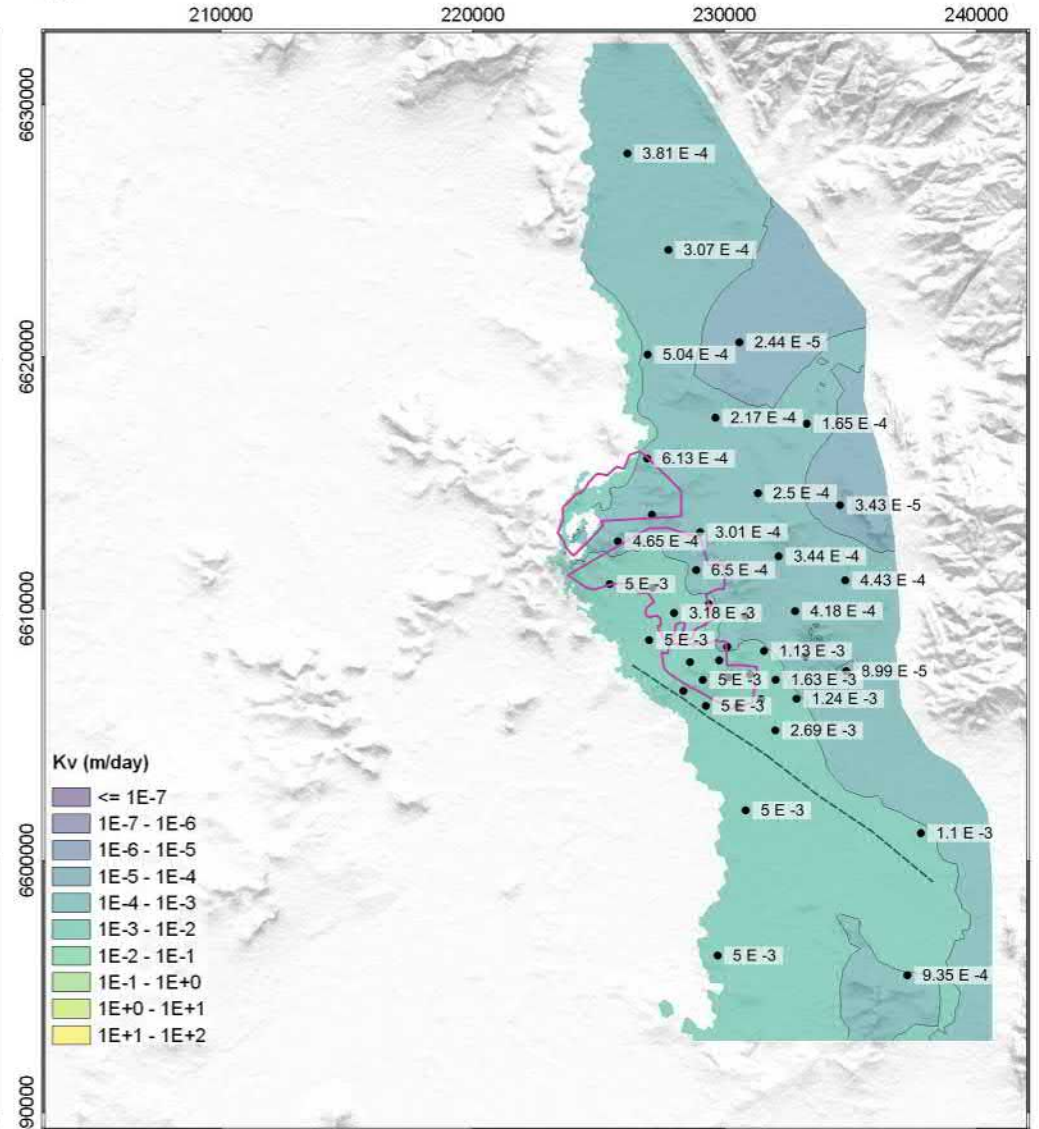 210000
220000
230000
240000
6630000
3.81 E -4
3.07 E -4
2.44 E -5
6620000
5.04 E -4
2.17 E -4
1.65 E -4
6.13 E -4
2.5 E -4
3.43 E -5
3.01 E -4
4.65 E -4
3.44 E -4
6.5 E -4
4.43 E -4
5 E -3
6610000
3.18 E -3
4.18 E -4
5 E -3
1.13 E -3
8.99 E -5
5 E -3
1.63 E -3
1.24 E -3
5 E -3
2.69 E -3
5 E -3
1.1 E -3
6600000
5 E -3
9.35 E -4
90000
Kv (m/day)
<= 1E-7
1E-7 - 1E-6
1E-6 - 1E-5
1E-5 - 1E-4
1E-4 - 1E-3
1E-3 - 1E-2
1E-2 - 1E-1
1E-1 - 1E+0
1E+0 - 1E+1
1E+1 - 1E+2